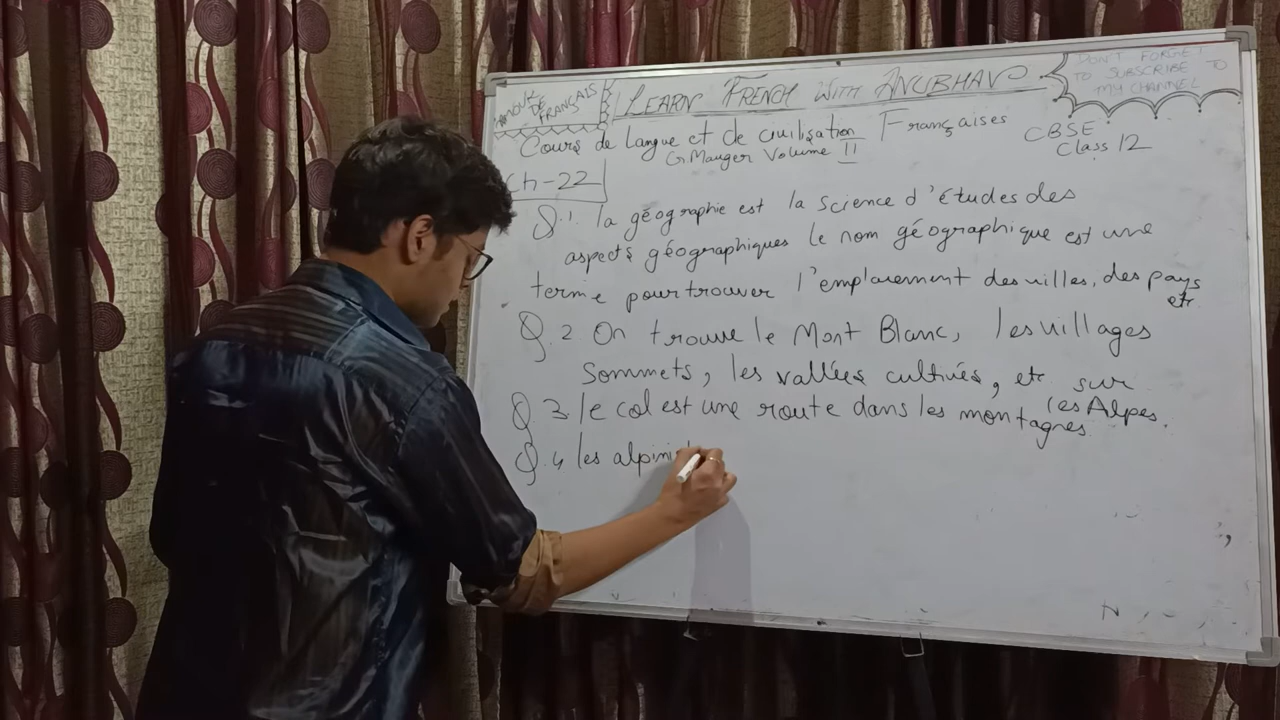 DE
FRANÇAIS
LEARN FRENCH WITH ANUBHAV
DON'T FORGET
TO SUBSCRIBE TO
MY CHANNEL
Cours de Langue et de civilisation Françaises
G. Mauger Volume II
CBSE
Class 12
Ch-22
Q.1 la géographie est la science d'études des
aspects géographiques le nom géographique est une
terme pour trouver l'emplacement des villes, des pays
etc
Q.2 On trouve le Mont Blanc, les villages
Sommets, les vallées cultivés, etc sur
les Alpes.
Q 3. le col est une route dans les montagnes
Q.4 les alpini